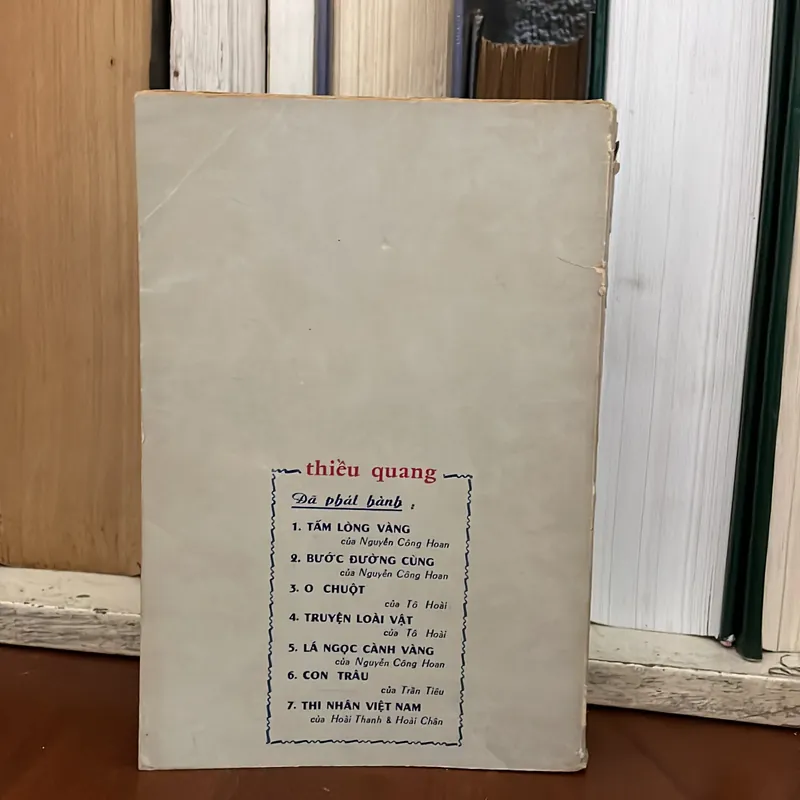 thiều quang
Đã phát hành :
1. TẤM LÒNG VÀNG
của Nguyễn Công Hoan
2. BƯỚC ĐƯỜNG CÙNG
của Nguyễn Công Hoan
3. O CHUỘT
của Tô Hoài
4. TRUYỆN LOÀI VẬT
của Tô Hoài
5. LÁ NGỌC CÀNH VÀNG
của Nguyễn Công Hoan
6. CON TRÂU
của Trần Tiêu
7. THI NHÂN VIỆT NAM
của Hoài Thanh & Hoài Chân